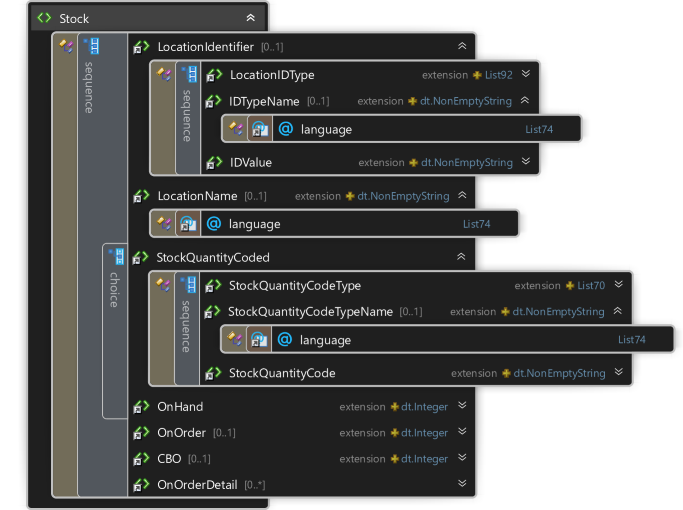 Stock
LocationIdentifier [0..1]
sequence
sequence
LocationIDType extension List92
IDTypeName [0..1] extension dt.NonEmptyString
@ language List74
IDValue extension dt.NonEmptyString
LocationName [0..1] extension dt.NonEmptyString
@ language List74
choice
StockQuantityCoded
sequence
StockQuantityCodeType extension List70
StockQuantityCodeTypeName [0..1] extension dt.NonEmptyString
@ language List74
StockQuantityCode extension dt.NonEmptyString
OnHand extension dt.Integer
OnOrder [0..1] extension dt.Integer
CBO [0..1] extension dt.Integer
OnOrderDetail [0..*]